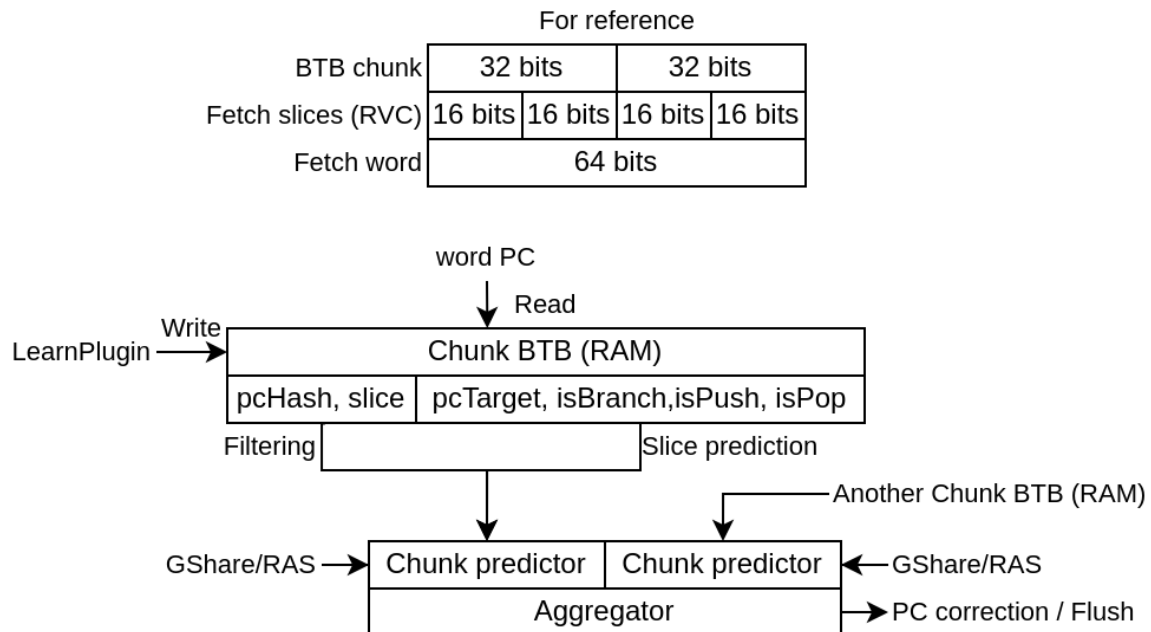 For reference
BTB chunk 32 bits 32 bits
Fetch slices (RVC) 16 bits 16 bits 16 bits 16 bits
Fetch word 64 bits
word PC
Read
Write
LearnPlugin Chunk BTB (RAM)
pcHash, slice pcTarget, isBranch,isPush, isPop
Filtering Slice prediction
Another Chunk BTB (RAM)
GShare/RAS Chunk predictor Chunk predictor GShare/RAS
Aggregator PC correction / Flush